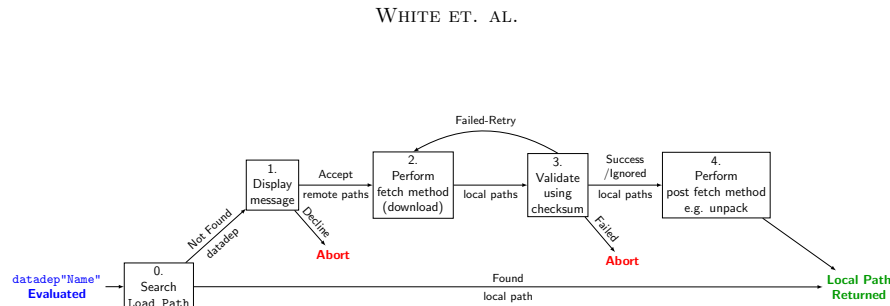 WHITE ET. AL.
Failed-Retry
1.
Display
message
Accept
remote paths
2.
Perform
fetch method
(download)
local paths
3.
Validate
using
checksum
Success
/Ignored
local paths
4.
Perform
post fetch method
e.g. unpack
Not Found
datadep
Decline
Abort
Failed
Abort
datadep"Name"
Evaluated
0.
Search
Load Path
Found
local path
Local Path
Returned